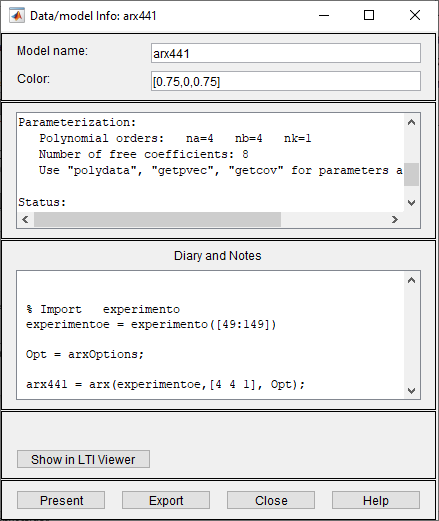 Data/model Info: arx441
Model name:
arx441
Color:
[0.75,0,0.75]
Parameterization:
Polynomial orders:   na=4   nb=4   nk=1
Number of free coefficients: 8
Use "polydata", "getpvec", "getcov" for parameters a
Status:
Diary and Notes
% Import   experimento
experimentoe = experimento([49:149])
Opt = arxOptions;
arx441 = arx(experimentoe,[4 4 1], Opt);
Show in LTI Viewer
Present Export Close Help